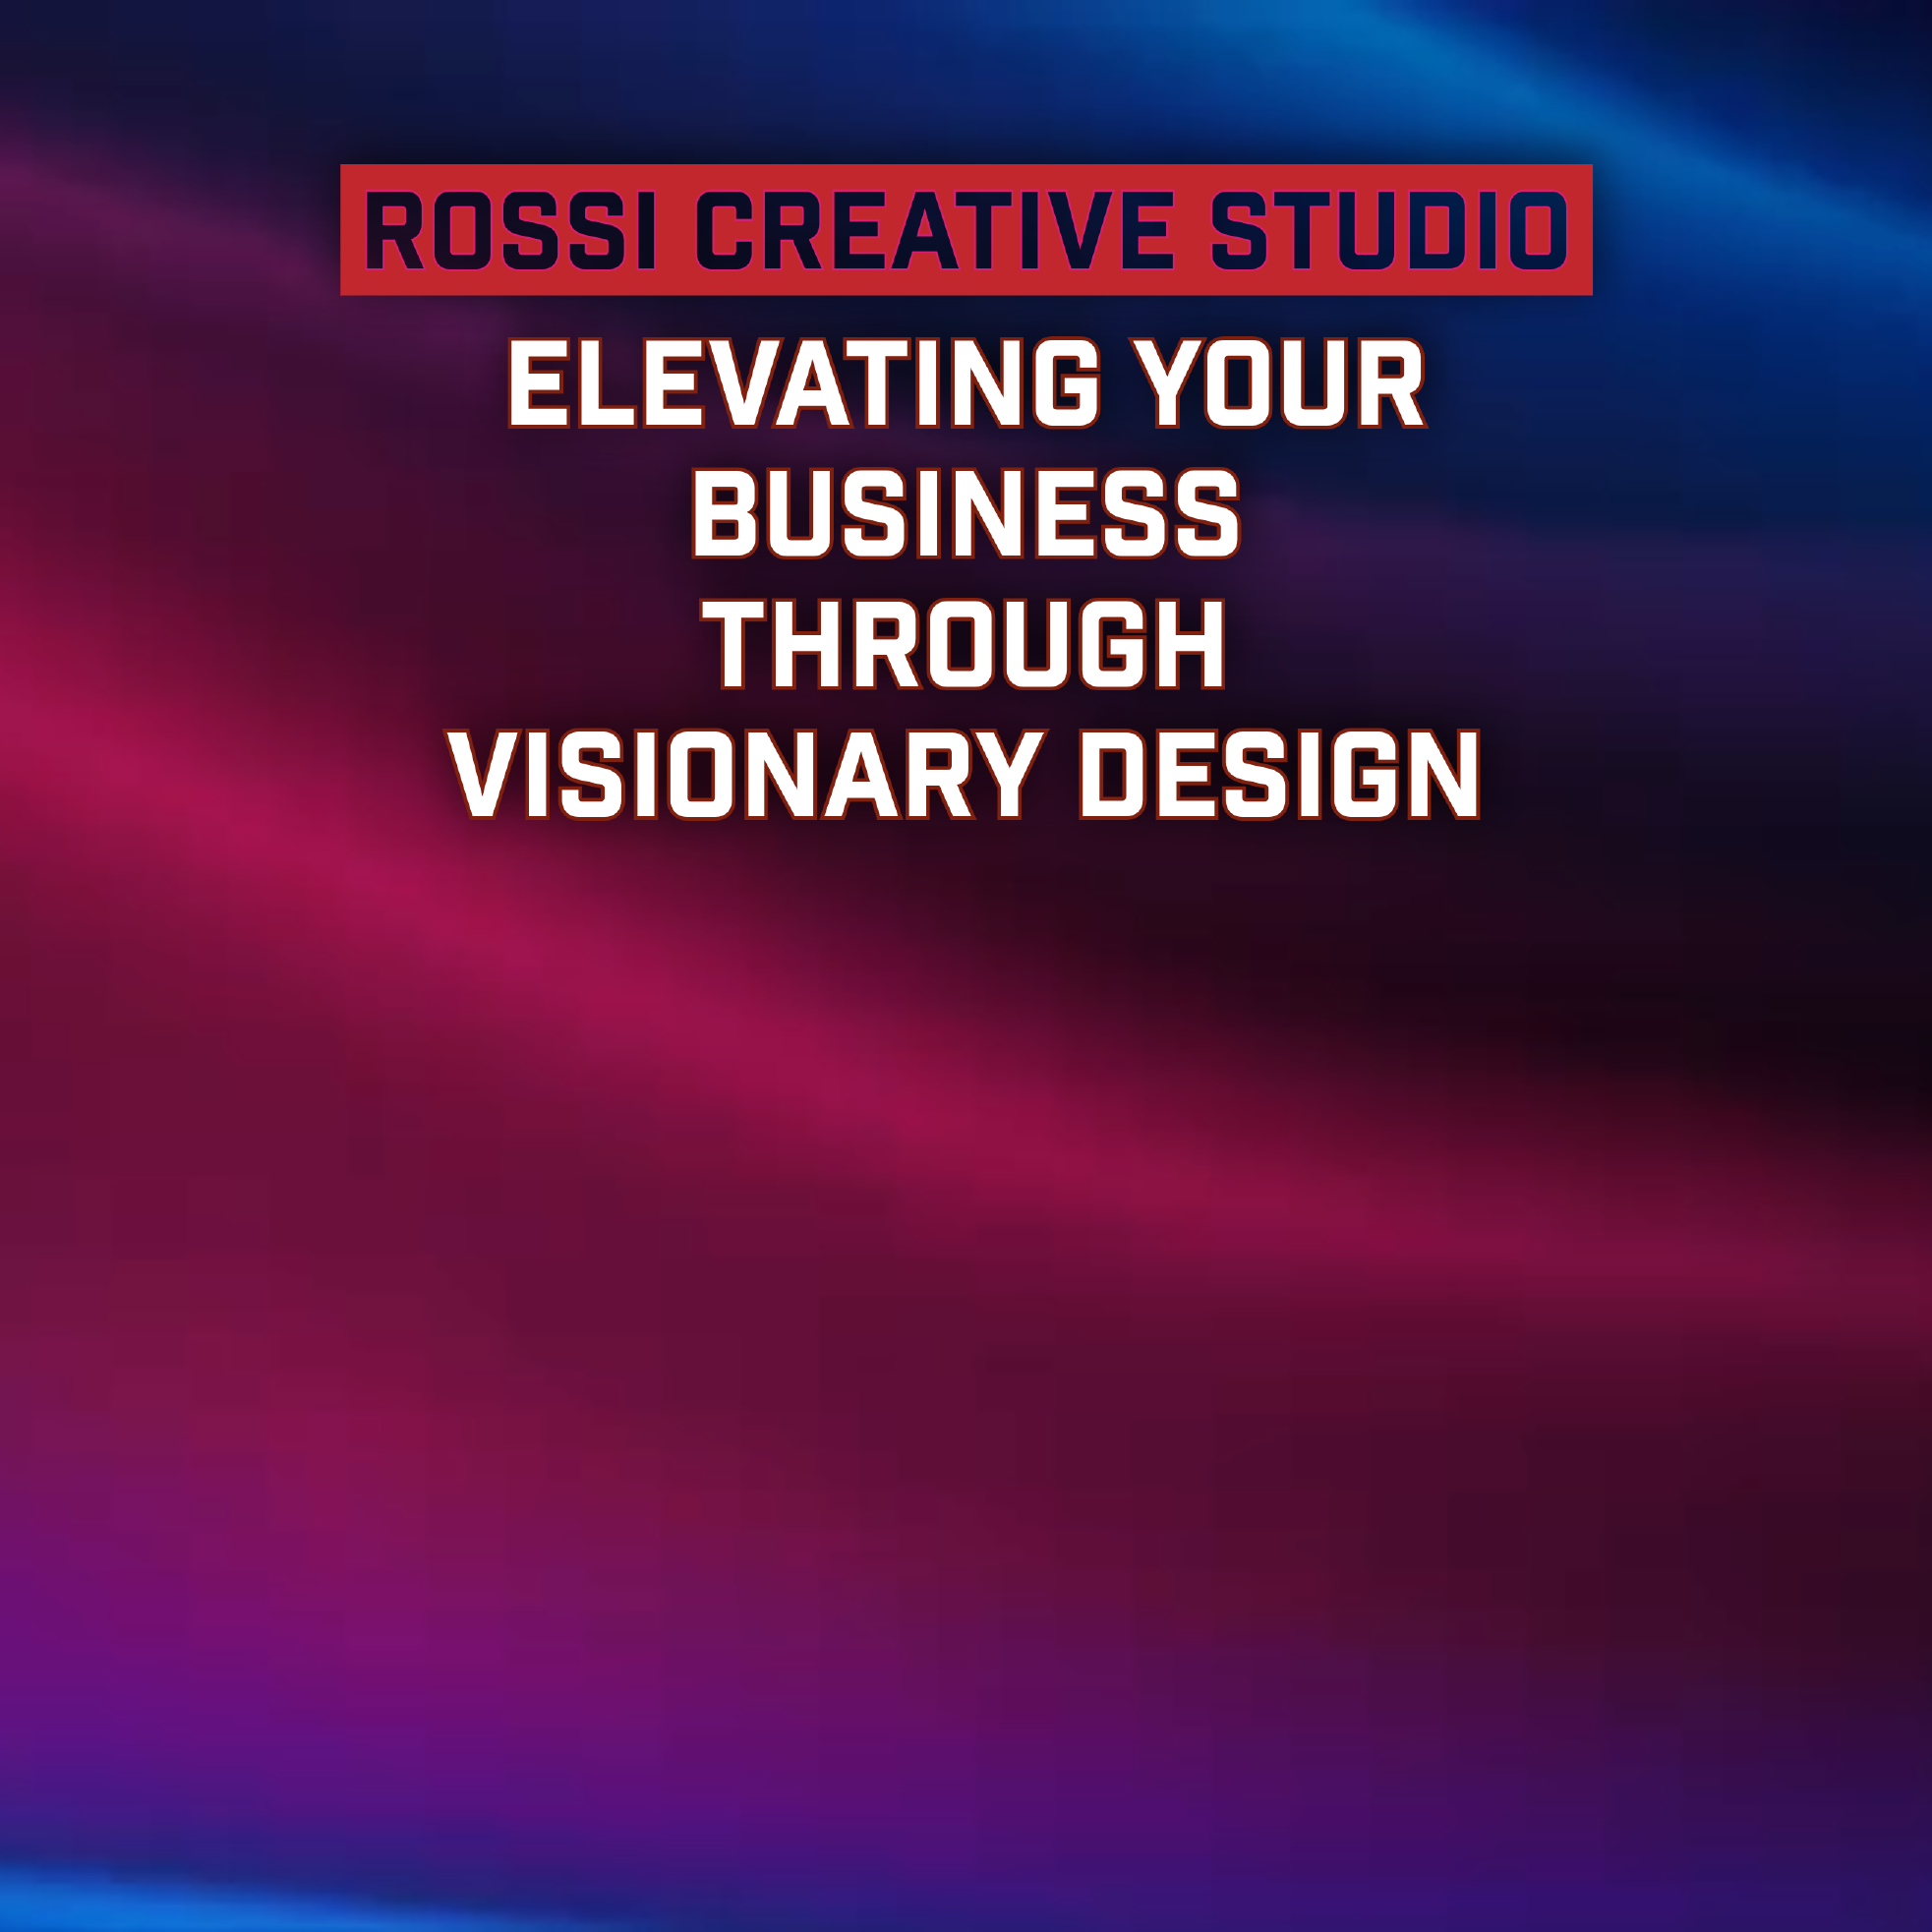 ROSSI CREATIVE STUDIO
ELEVATING YOUR
BUSINESS
THROUGH
VISIONARY DESIGN